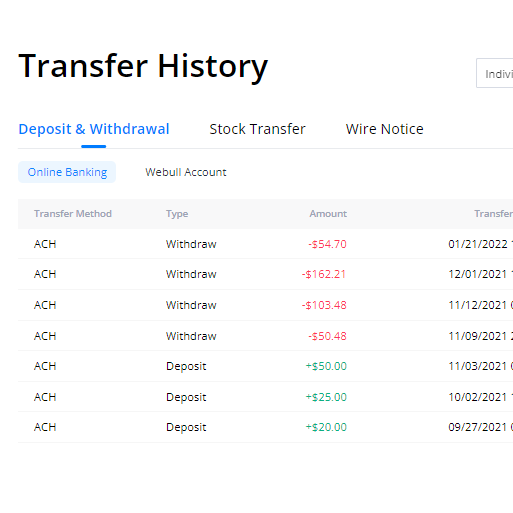 Transfer History
Indivi
Deposit & Withdrawal Stock Transfer Wire Notice
Online Banking Webull Account
Transfer Method Type Amount Transfer
ACH Withdraw -$54.70 01/21/2022
ACH Withdraw -$162.21 12/01/2021
ACH Withdraw -$103.48 11/12/2021
ACH Withdraw -$50.48 11/09/2021
ACH Deposit +$50.00 11/03/2021
ACH Deposit +$25.00 10/02/2021
ACH Deposit +$20.00 09/27/2021